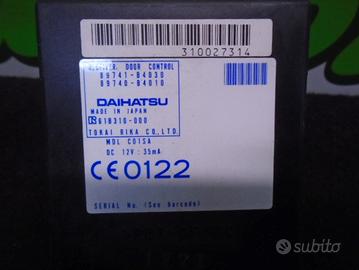 310027314
RECEIVER, DOOR CONTROL
89741-B4030
89740-B4010
DAIHATSU
MADE IN JAPAN
61B310-000
TOKAI RIKA CO.,LTD.
MDL C01SA
DC 12V : 35mA
CE0122
SERIAL No. (See barcode)
subito